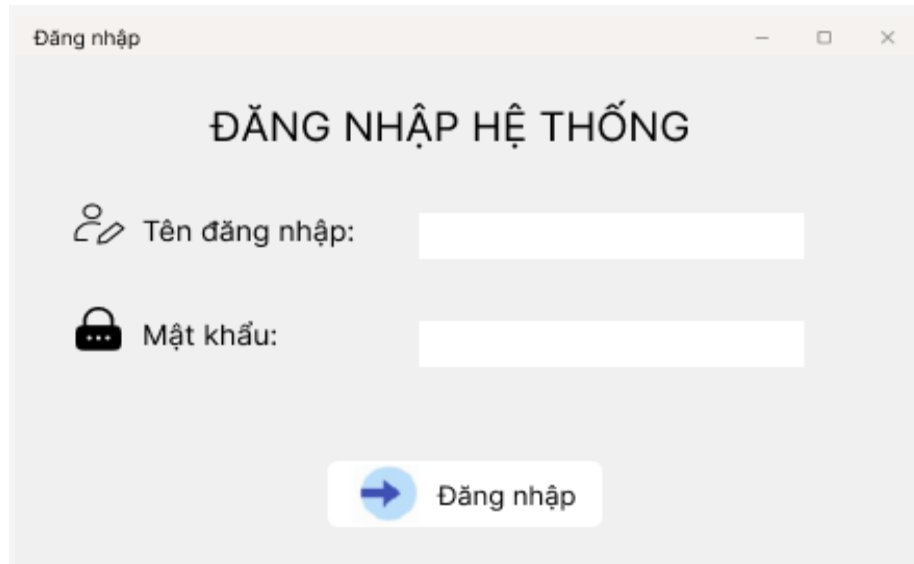 Đăng nhập
ĐĂNG NHẬP HỆ THỐNG
Tên đăng nhập:
Mật khẩu:
Đăng nhập